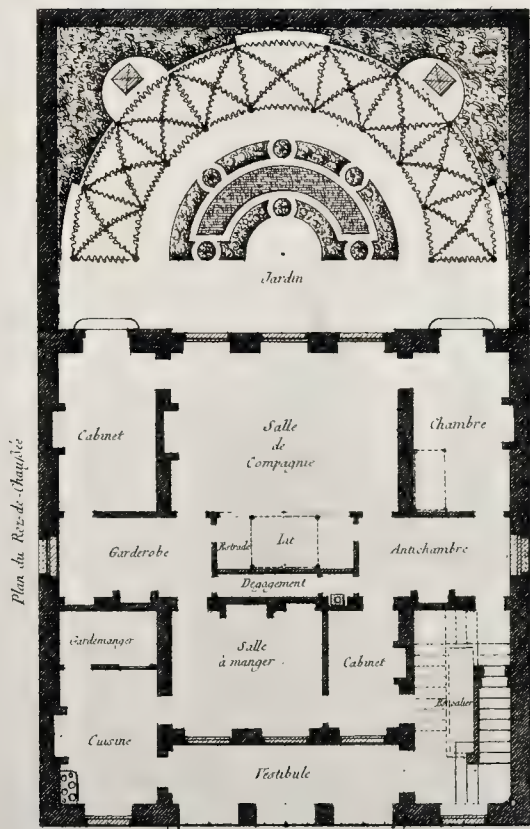 Plan du Rez-de-Chaussée
Jardin
Cabinet
Salle
de
Compagnie
Chambre
Garderobe
Estrade
Lit
Antichambre
Dégagement
Gardemanger
Salle
à manger
Cabinet
Escalier
Cuisine
Vestibule